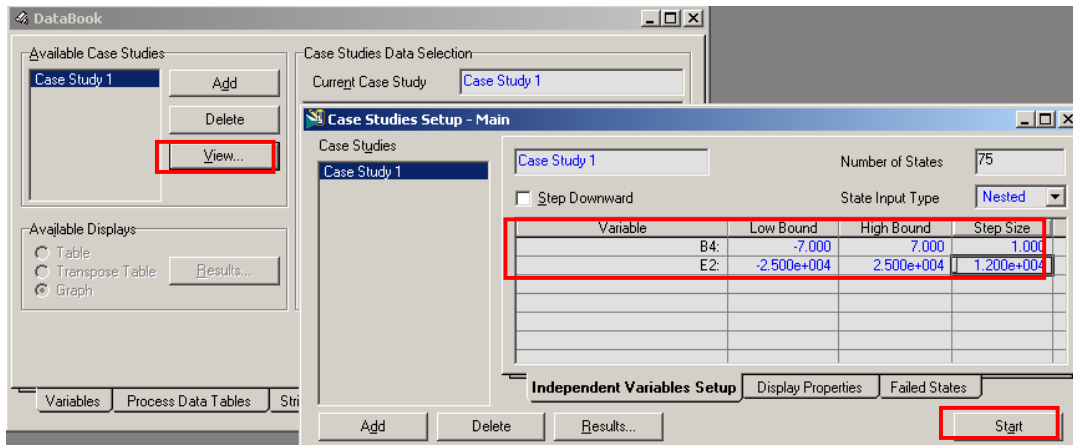 DataBook
Available Case Studies
Case Study 1
Add
Delete
View...
Available Displays
Table
Transpose Table
Graph
Results...
Case Studies Data Selection
Current Case Study Case Study 1
Variables Process Data Tables Stri
Case Studies Setup - Main
Case Studies
Case Study 1
Case Study 1 Number of States 75
Step Downward State Input Type Nested
Variable Low Bound High Bound Step Size
B4: -7.000 7.000 1.000
E2: -2.500e+004 2.500e+004 1.200e+004
Independent Variables Setup Display Properties Failed States
Add Delete Results... Start